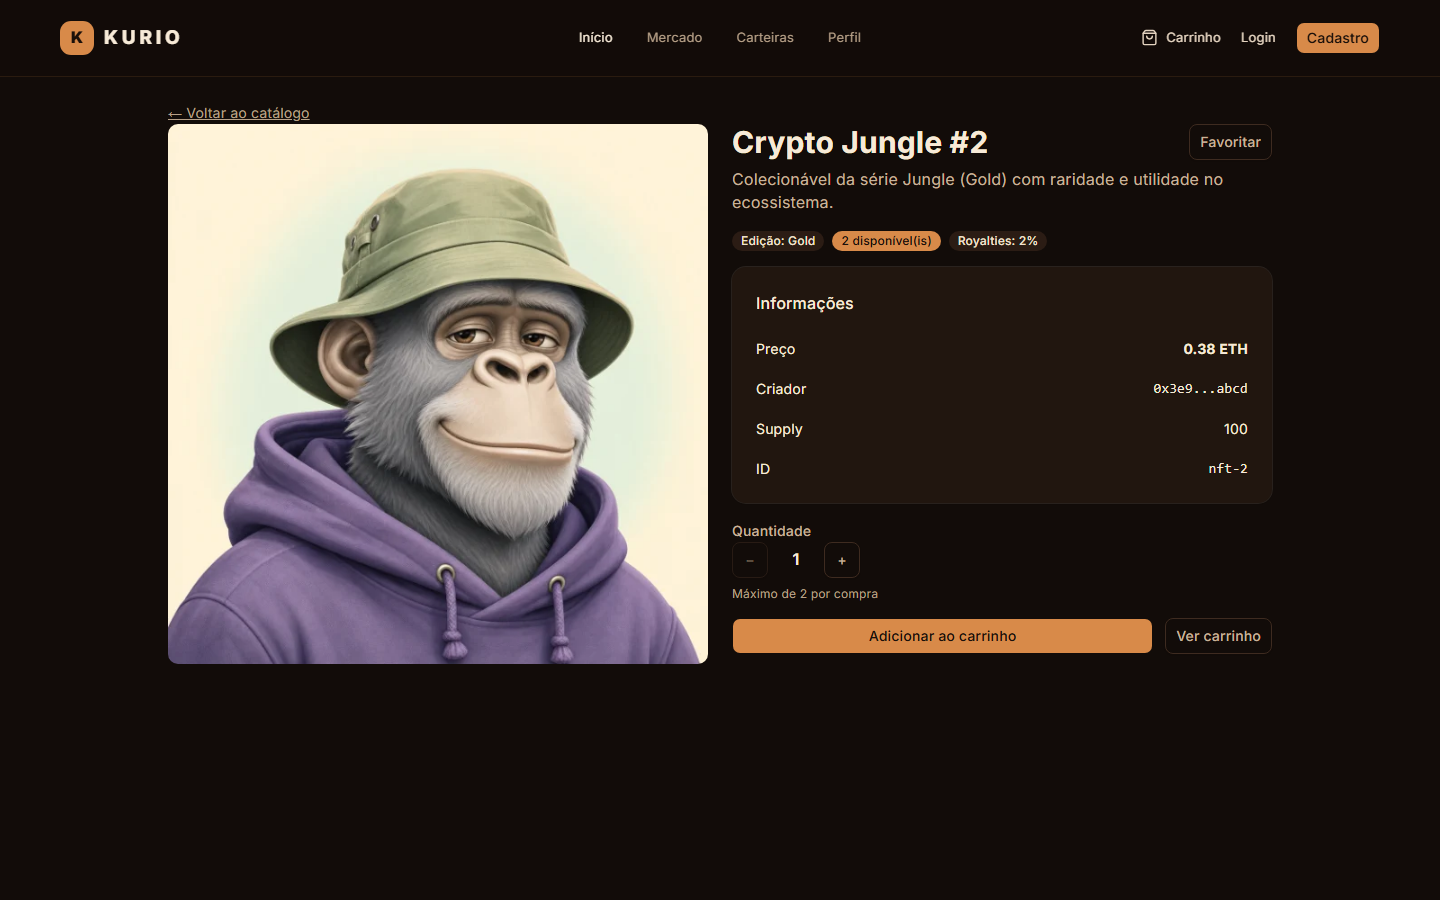 K KURIO
Início Mercado Carteiras Perfil
Carrinho Login Cadastro
← Voltar ao catálogo
Crypto Jungle #2
Favoritar
Colecionável da série Jungle (Gold) com raridade e utilidade no
ecossistema.
Edição: Gold 2 disponível(is) Royalties: 2%
Informações
Preço 0.38 ETH
Criador 0x3e9...abcd
Supply 100
ID nft-2
Quantidade
− 1 +
Máximo de 2 por compra
Adicionar ao carrinho Ver carrinho